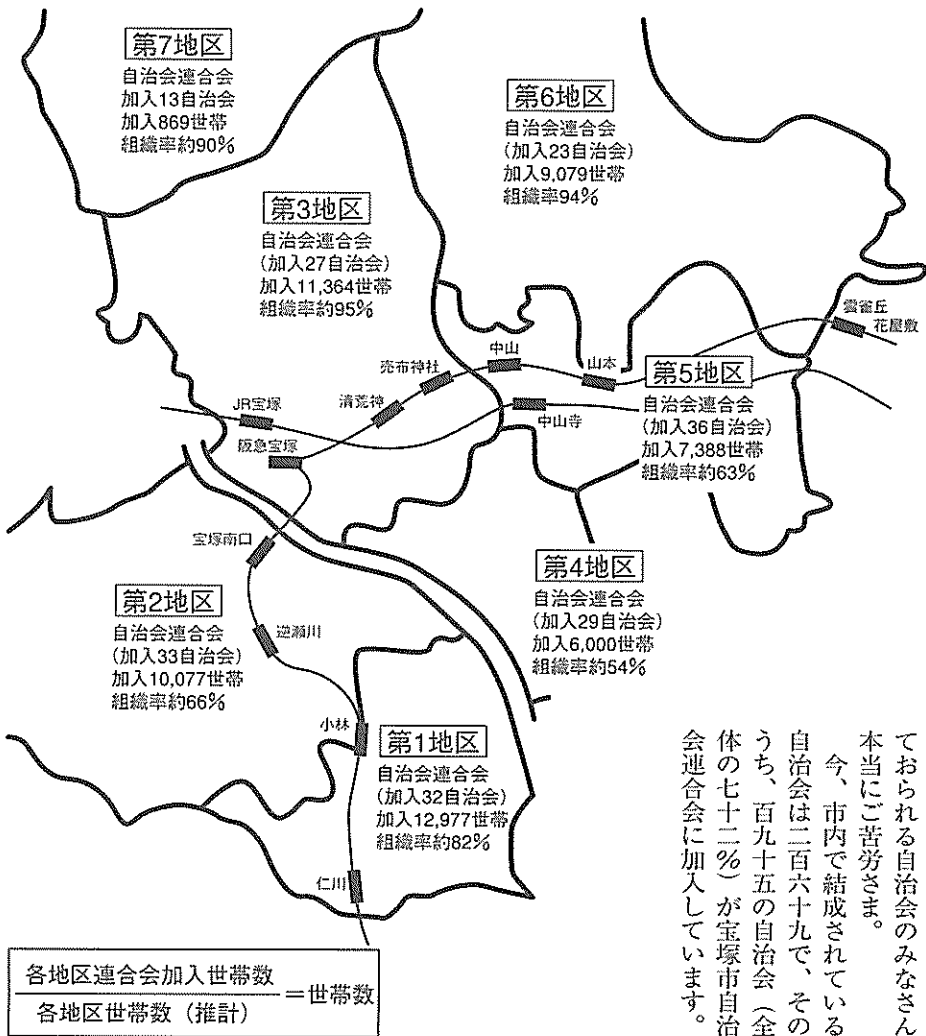 第7地区
自治会連合会
加入13自治会
加入869世帯
組織率約90%
第6地区
自治会連合会
(加入23自治会)
加入9,079世帯
組織率94%
第3地区
自治会連合会
(加入27自治会)
加入11,364世帯
組織率約95%
雲雀丘
花屋敷
中山
山本
売布神社
清荒神
JR宝塚
阪急宝塚
中山寺
第5地区
自治会連合会
(加入36自治会)
加入7,388世帯
組織率約63%
宝塚南口
第4地区
自治会連合会
(加入29自治会)
加入6,000世帯
組織率約54%
第2地区
自治会連合会
(加入33自治会)
加入10,077世帯
組織率約66%
逆瀬川
小林
第1地区
自治会連合会
(加入32自治会)
加入12,977世帯
組織率約82%
仁川
各地区連合会加入世帯数
各地区世帯数(推計)
=世帯数
ておられる自治会のみなさん
本当にご苦労さま。
今、市内で結成されている
自治会は二百六十九で、その
うち、百九十五の自治会(全
体の七十二%)が宝塚市自治
会連合会に加入しています。